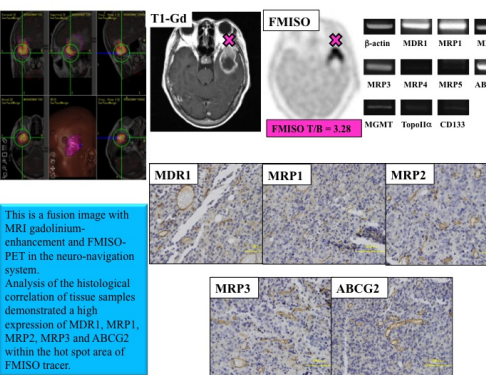 T1-Gd
FMISO
FMISO T/B = 3.28
β-actin MDR1 MRP1
MRP3 MRP4 MRP5
MGMT TopoIIα CD133
MDR1
MRP1
MRP2
MRP3
ABCG2
This is a fusion image with
MRI gadolinium-
enhancement and FMISO-
PET in the neuro-navigation
system.
Analysis of the histological
correlation of tissue samples
demonstrated a high
expression of MDR1, MRP1,
MRP2, MRP3 and ABCG2
within the hot spot area of
FMISO tracer.